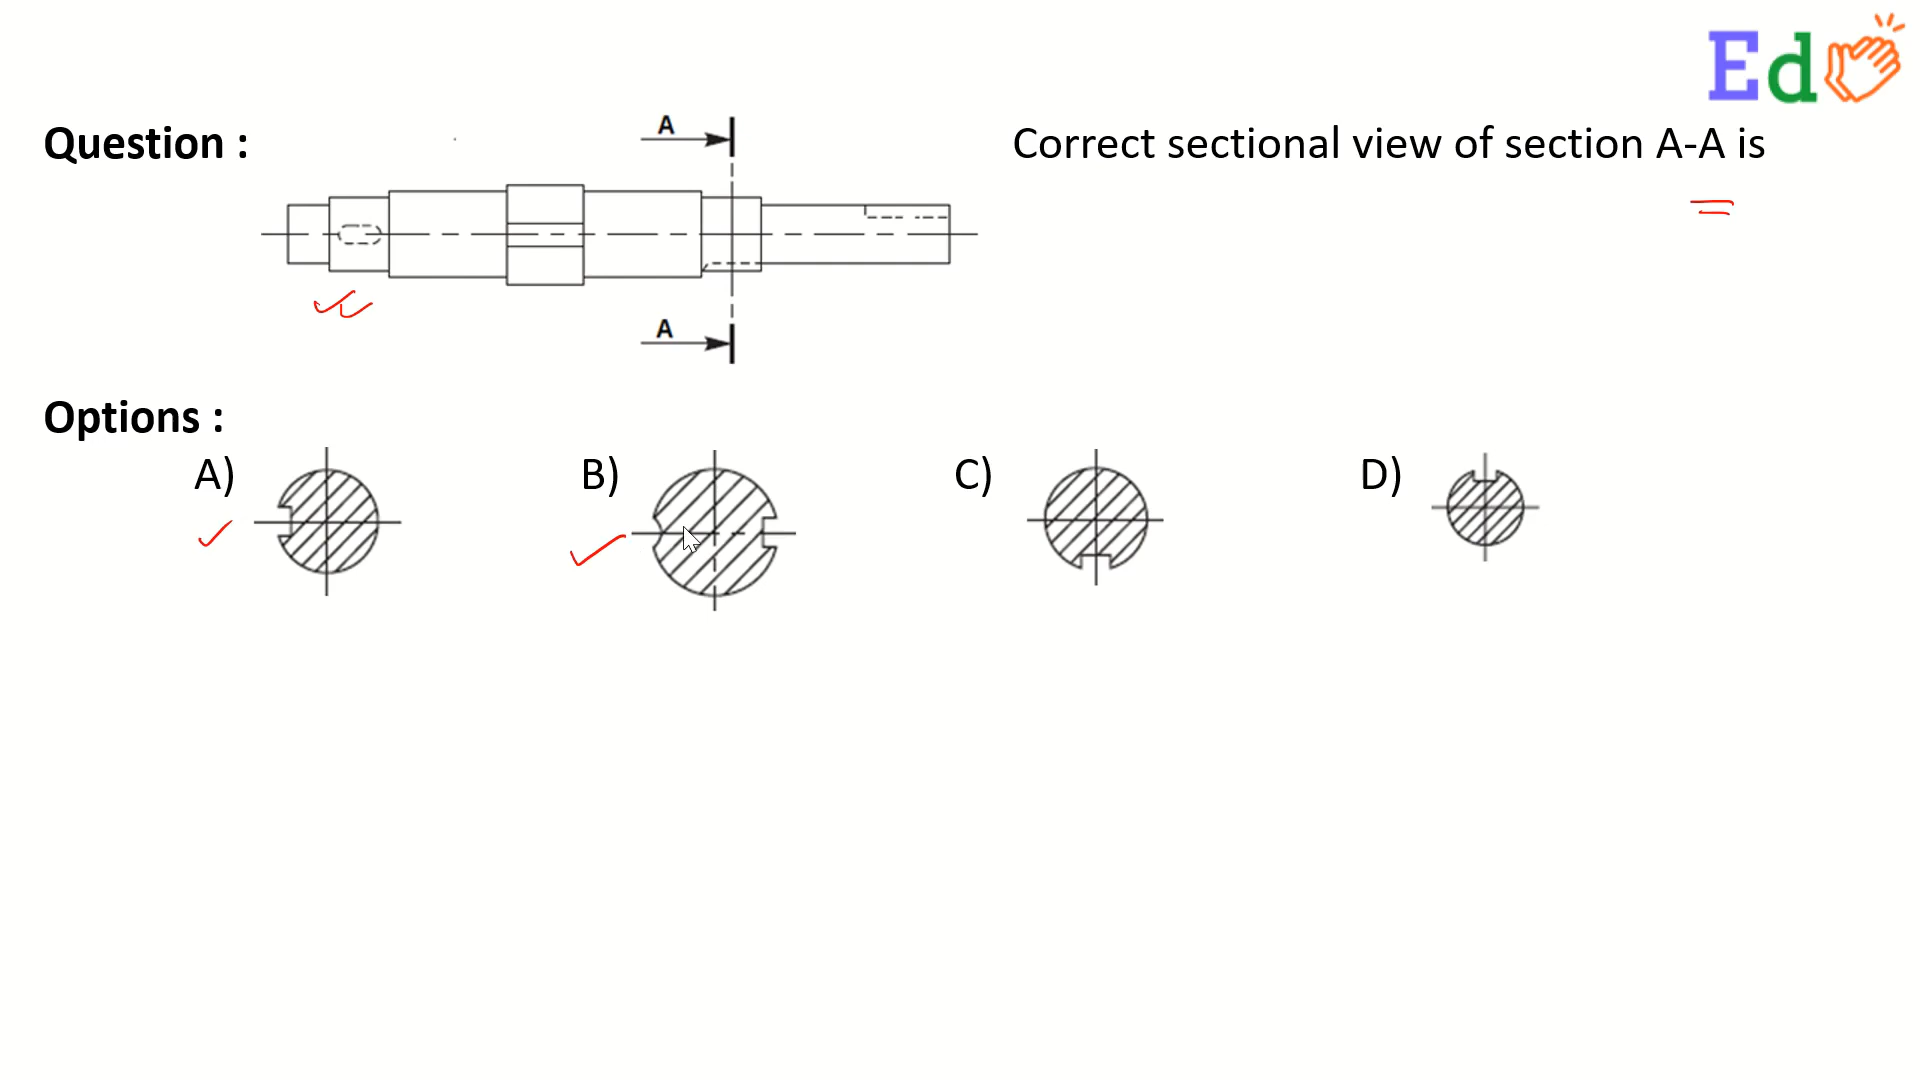 Ed
A
Question :
Correct sectional view of section A-A is
A
Options :
A)
B)
C)
D)